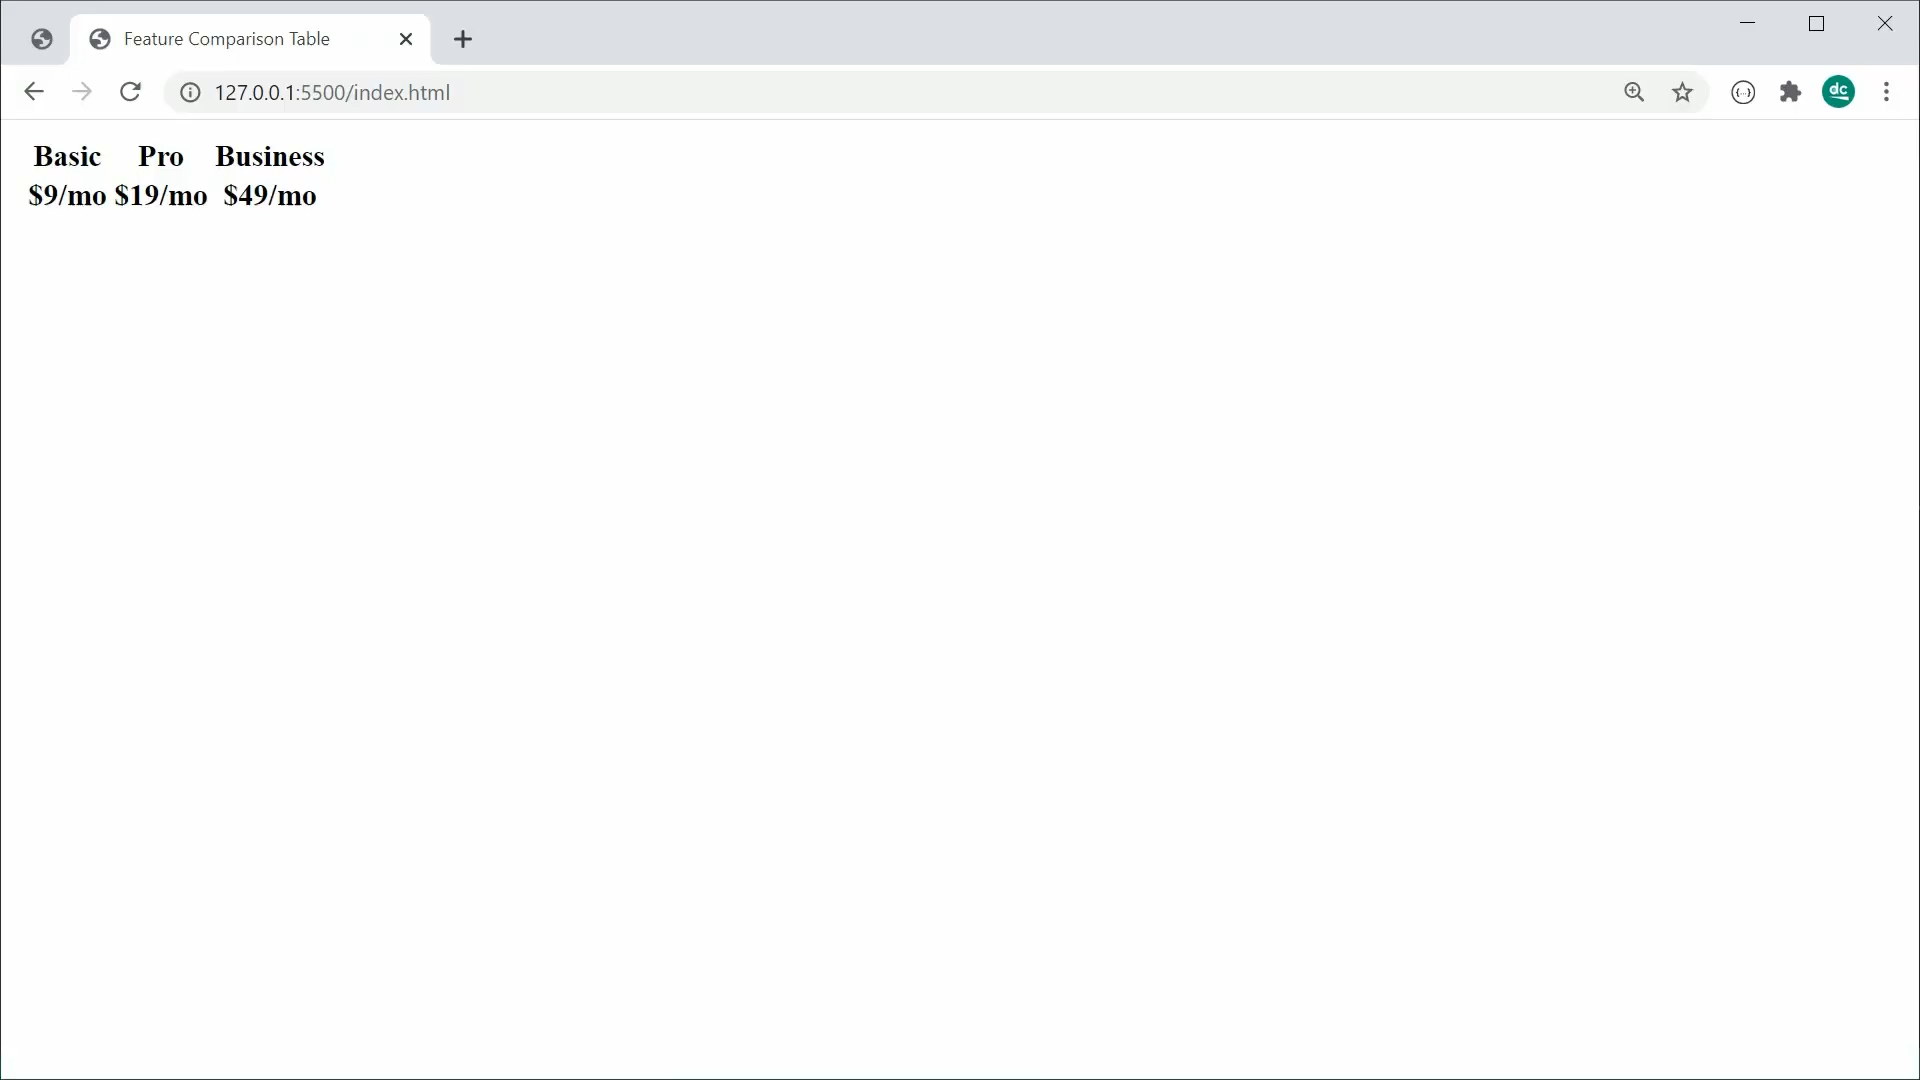 Feature Comparison Table
127.0.0.1:5500/index.html
dc
Basic Pro Business
$9/mo $19/mo $49/mo